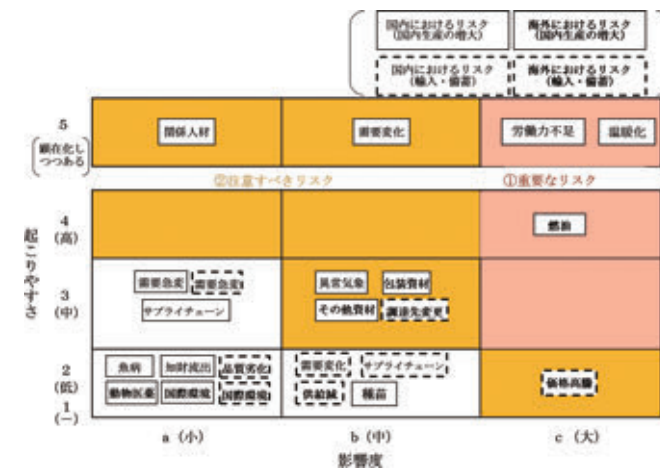 国内におけるリスク
(国内生産の増大)
海外におけるリスク
(国内生産の増大)
国内におけるリスク
(輸入・備蓄)
海外におけるリスク
(輸入・備蓄)
5
顕在化し
つつある
関係人材
需要変化
労働力不足
温暖化
②注意すべきリスク
①重要なリスク
起こりやすさ
4
(高)
燃油
3
(中)
需要急変
需要急変
サプライチェーン
異常気象
包装資材
その他資材
調達先変更
2
(低)
1
(一)
魚病
知財流出
品質劣化
動物医薬
国際環境
国際環境
需要変化
サプライチェーン
供給減
種苗
価格高騰
a (小)
b (中)
c (大)
影響度